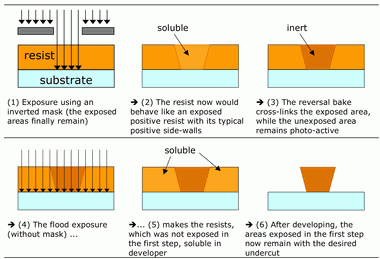 soluble
inert
resist
substrate
(1) Exposure using an
inverted mask (the exposed
areas finally remain)
➔ (2) The resist now would
behave like an exposed
positive resist with its typical
positive side-walls
➔ (3) The reversal bake
cross-links the exposed area,
while the unexposed area
remains photo-active
soluble
➔ (4) The flood exposure
(without mask) ...
➔... (5) makes the resists,
which was not exposed in
the first step, soluble in
developer
➔ (6) After developing, the
areas exposed in the first step
now remain with the desired
undercut